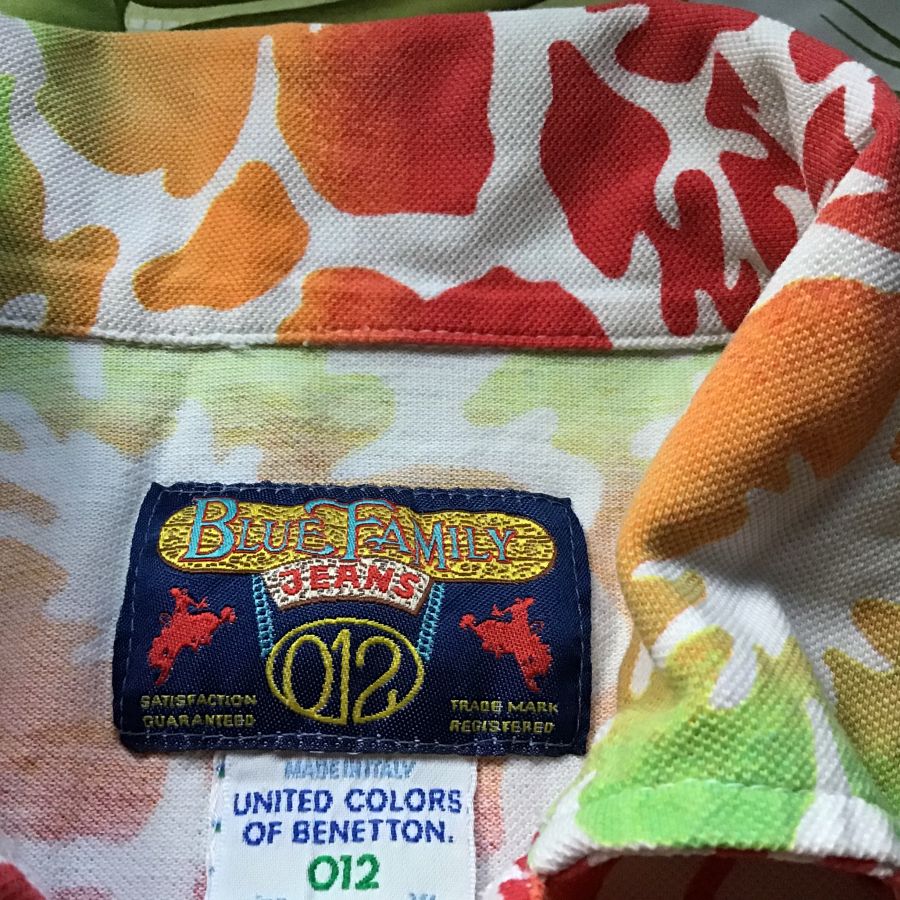 BLUE FAMILY
JEANS
012
SATISFACTION
GUARANTEED
TRADE MARK
REGISTERED
MADE IN ITALY
UNITED COLORS
OF BENETTON.
012